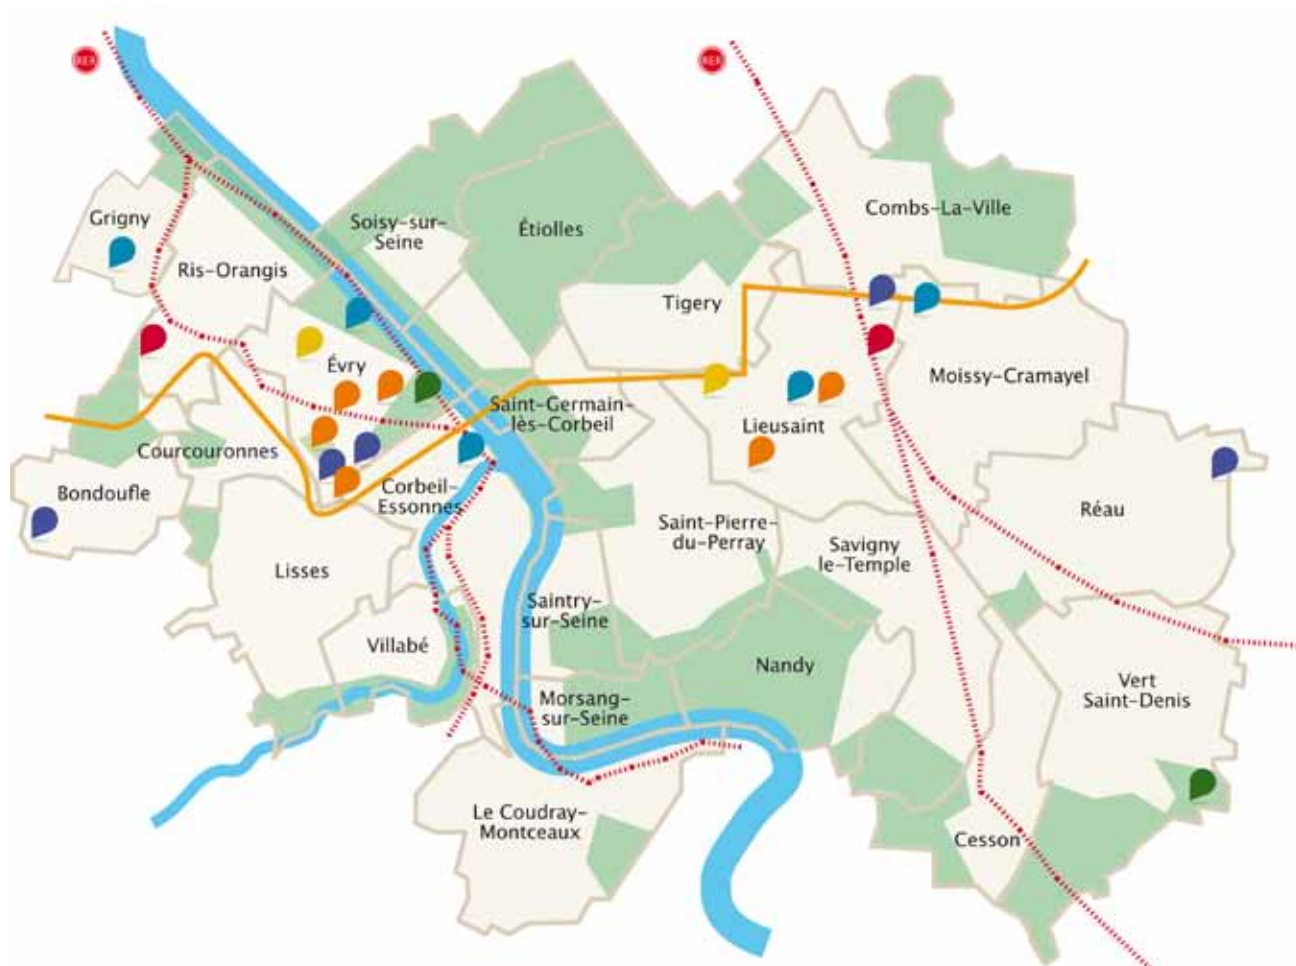 RER
RER
Grigny
Soisy-sur-
Seine
Étiolles
Combs-La-Ville
Ris-Orangis
Tigery
Évry
Moissy-Cramayel
Saint-Germain-
lès-Corbeil
Lieusaint
Courcouronnes
Bondoufle
Corbeil-
Essonnes
Réau
Saint-Pierre-
du-Perray
Savigny
le-Temple
Lisses
Saintry-
sur-Seine
Villabé
Nandy
Vert
Saint-Denis
Morsang-
sur-Seine
Le Coudray-
Montceaux
Cesson